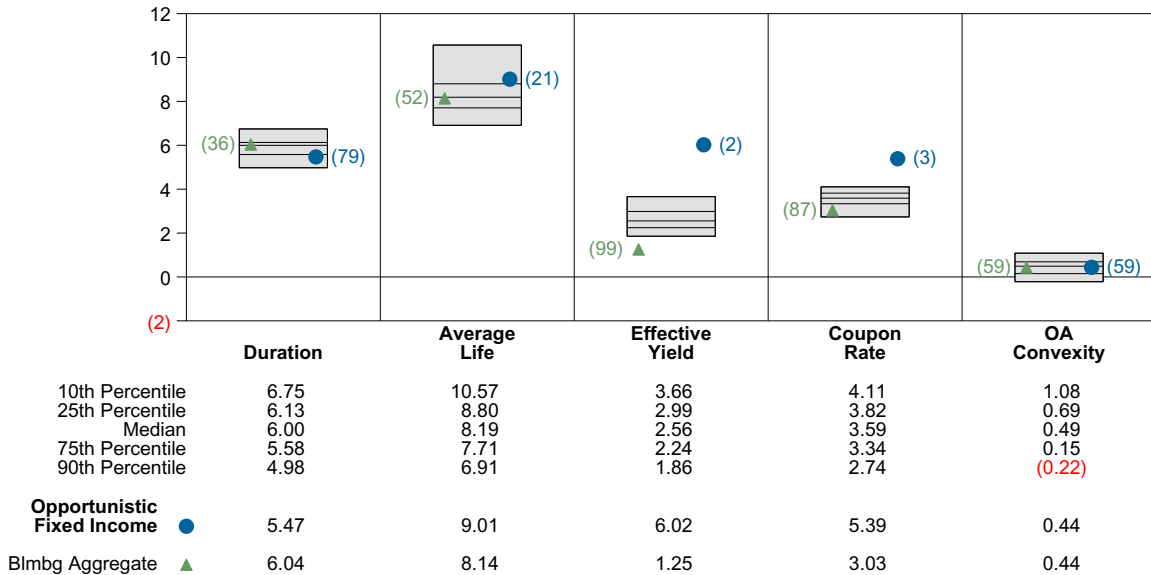 12
10
8
6
4
2
0
(2)
(36) (79)
(52) (21)
(99) (2)
(87) (3)
(59) (59)
Duration Average Life Effective Yield Coupon Rate OA Convexity
10th Percentile 6.75 10.57 3.66 4.11 1.08
25th Percentile 6.13 8.80 2.99 3.82 0.69
Median 6.00 8.19 2.56 3.59 0.49
75th Percentile 5.58 7.71 2.24 3.34 0.15
90th Percentile 4.98 6.91 1.86 2.74 (0.22)
Opportunistic
Fixed Income 5.47 9.01 6.02 5.39 0.44
Blmbg Aggregate 6.04 8.14 1.25 3.03 0.44